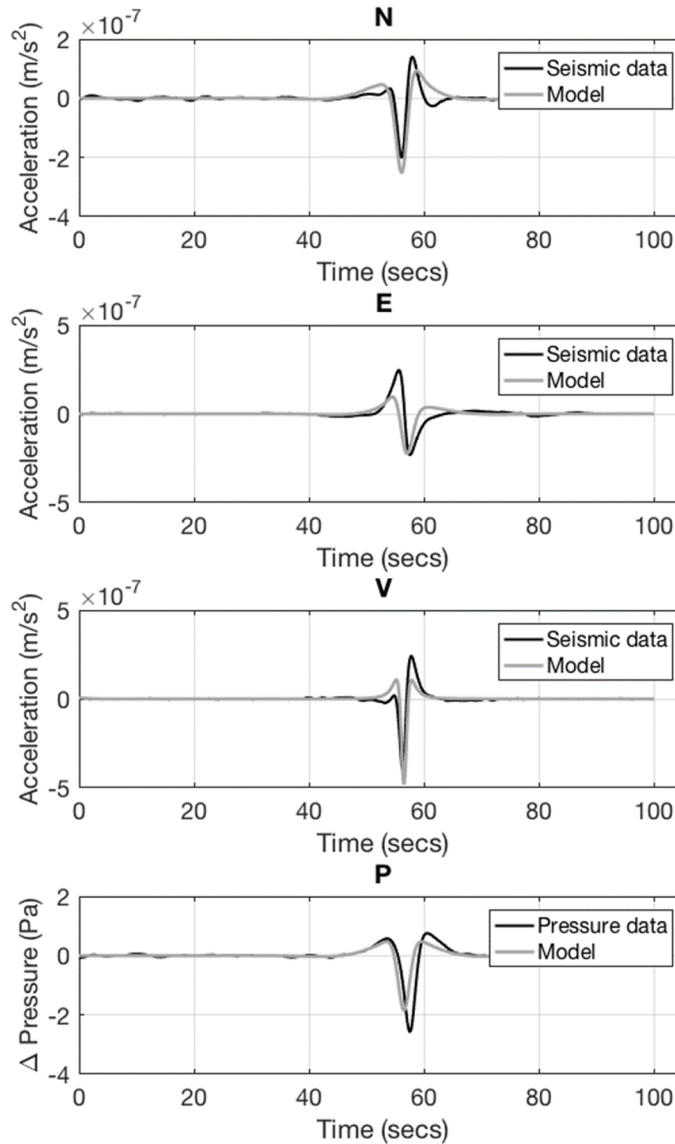 N
×10⁻⁷
Acceleration (m/s²)
2
0
-2
-4
Seismic data
Model
0 20 40 60 80 100
Time (secs)
E
×10⁻⁷
Acceleration (m/s²)
5
0
-5
Seismic data
Model
0 20 40 60 80 100
Time (secs)
V
×10⁻⁷
Acceleration (m/s²)
5
0
-5
Seismic data
Model
0 20 40 60 80 100
Time (secs)
P
Δ Pressure (Pa)
2
0
-2
-4
Pressure data
Model
0 20 40 60 80 100
Time (secs)